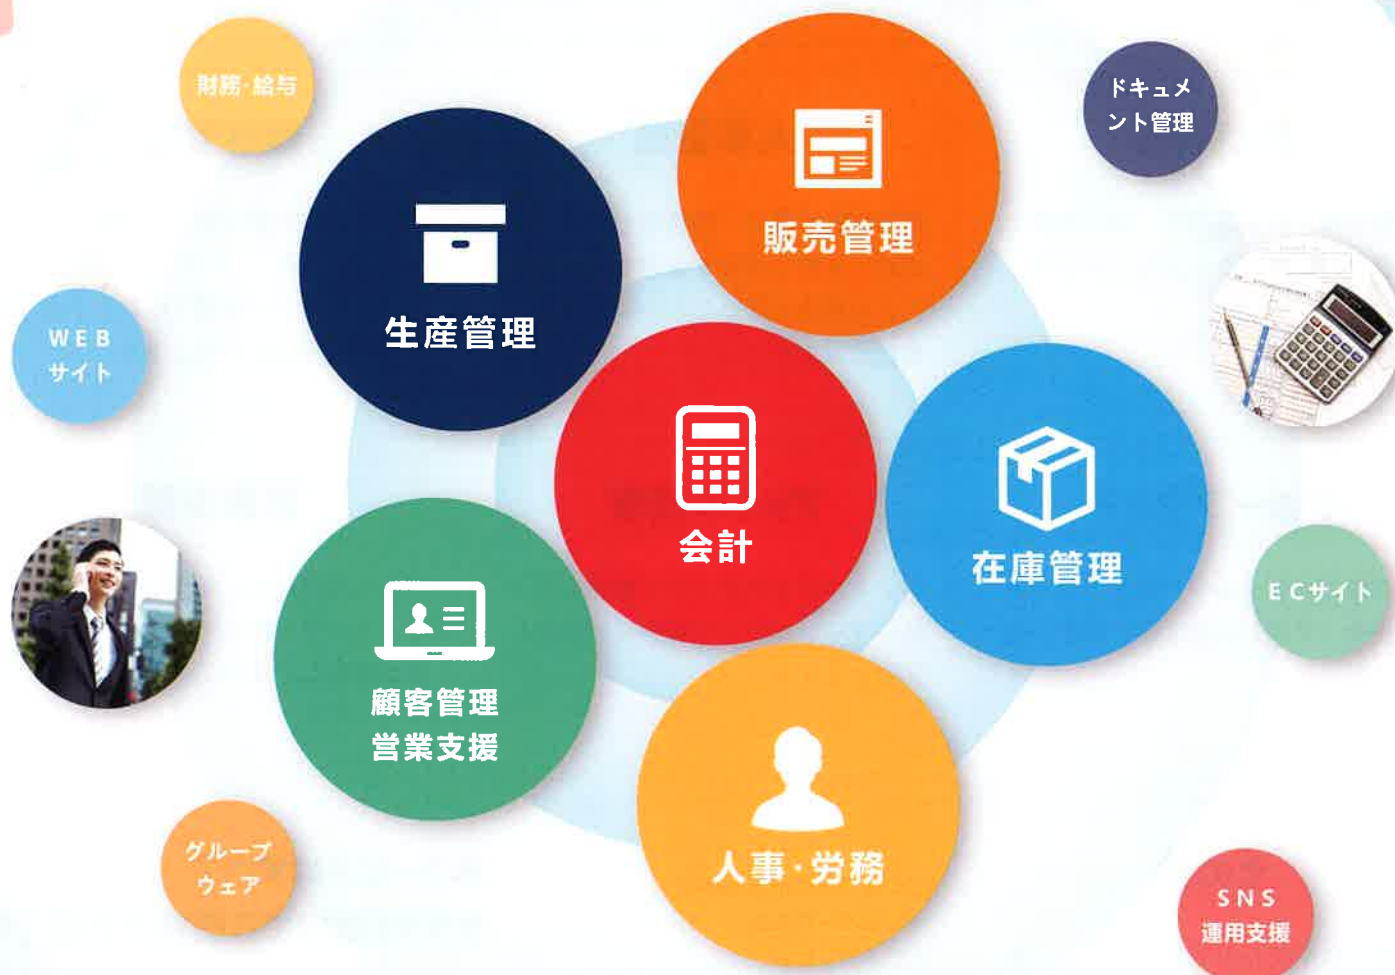 財務・給与
販売管理
ドキュメ
ント管理
生産管理
WEB
サイト
会計
在庫管理
ECサイト
顧客管理
営業支援
人事・労務
グループ
ウェア
SNS
運用支援